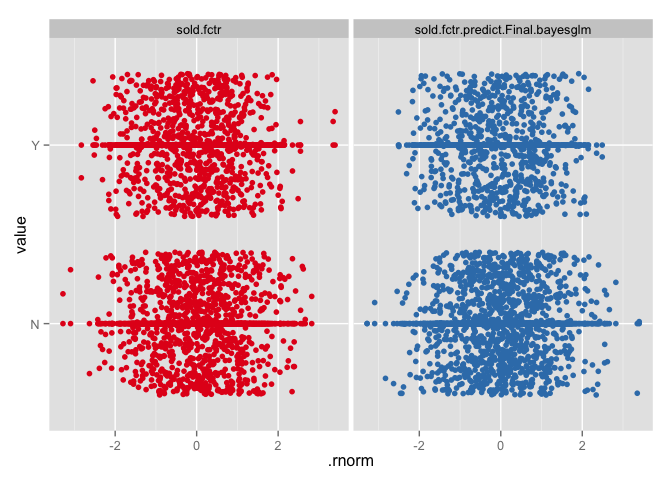 sold.fctr
sold.fctr.predict.Final.bayesglm
value
Y
N
-2
0
2
-2
0
2
.rnorm